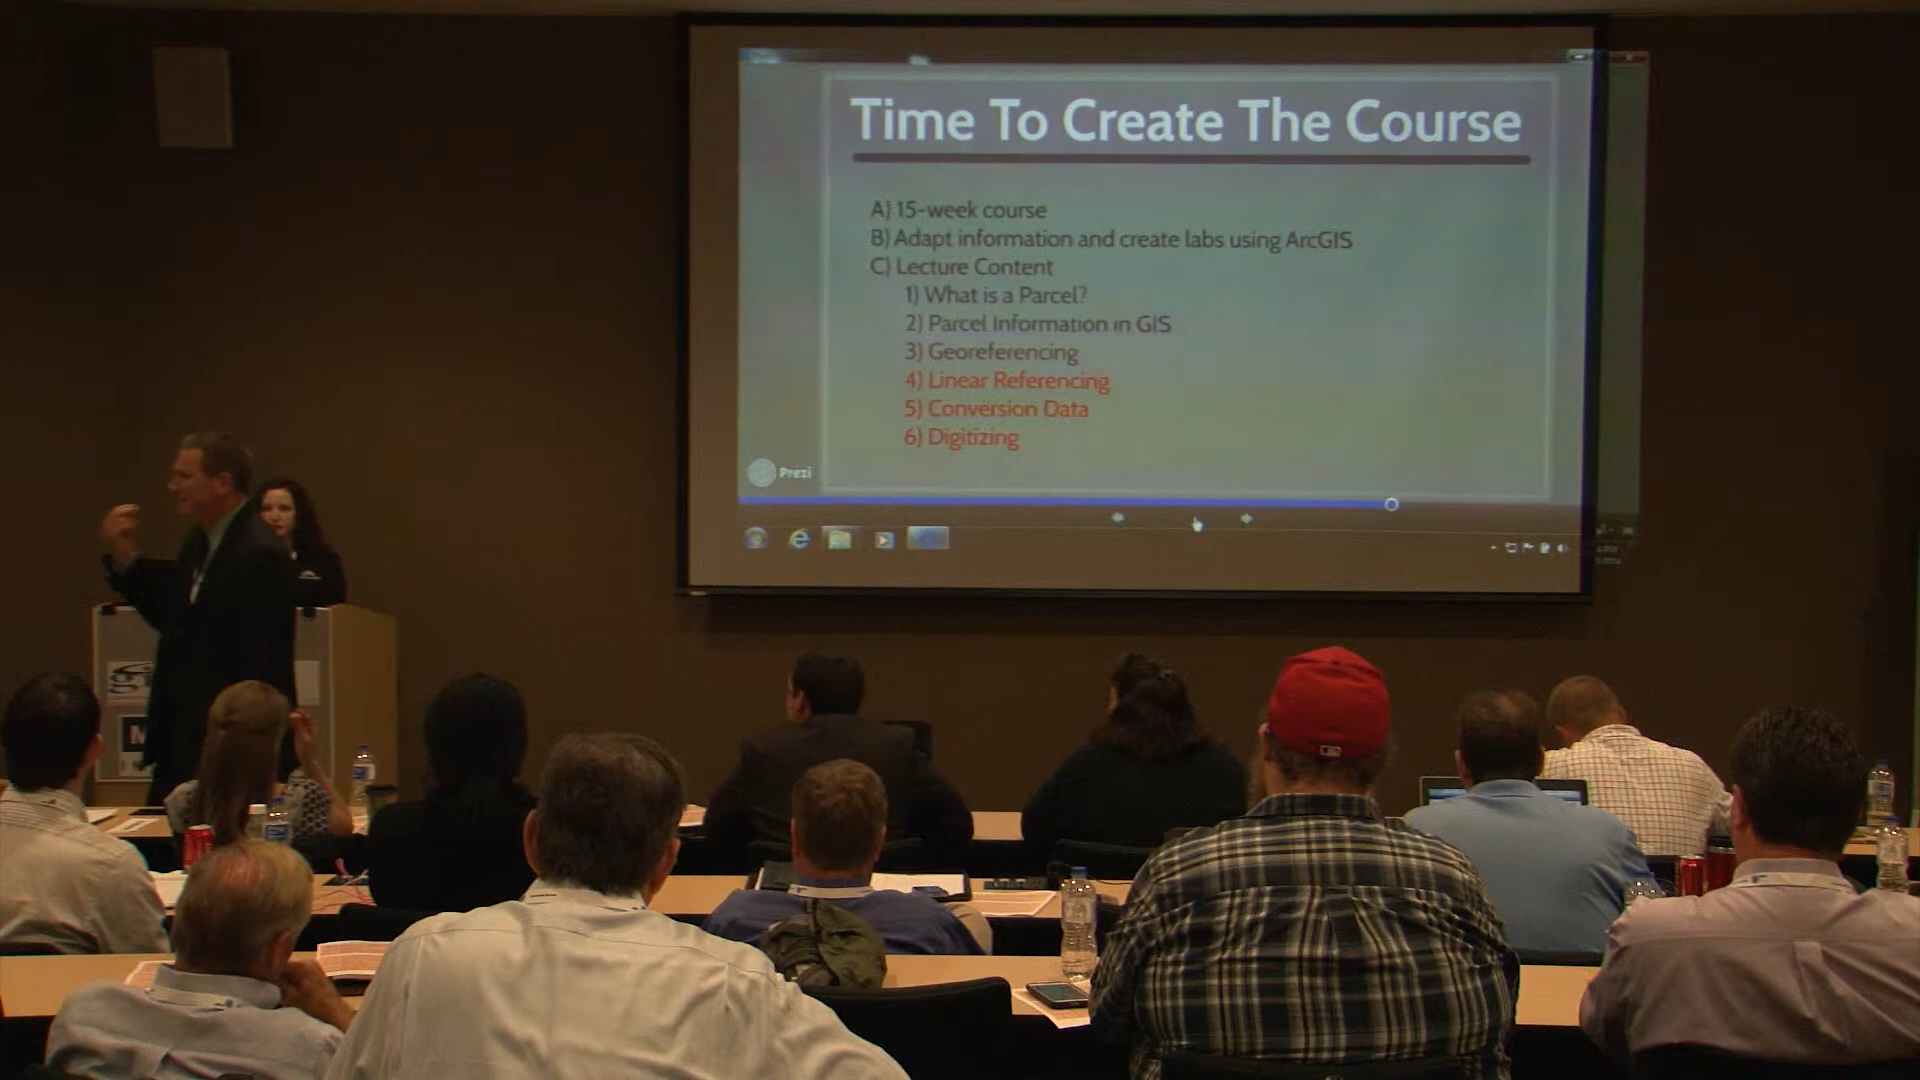 Time To Create The Course
A) 15-week course
B) Adapt information and create labs using ArcGIS
C) Lecture Content
1) What is a Parcel?
2) Parcel Information in GIS
3) Georeferencing
4) Linear Referencing
5) Conversion Data
6) Digitizing
Prezi